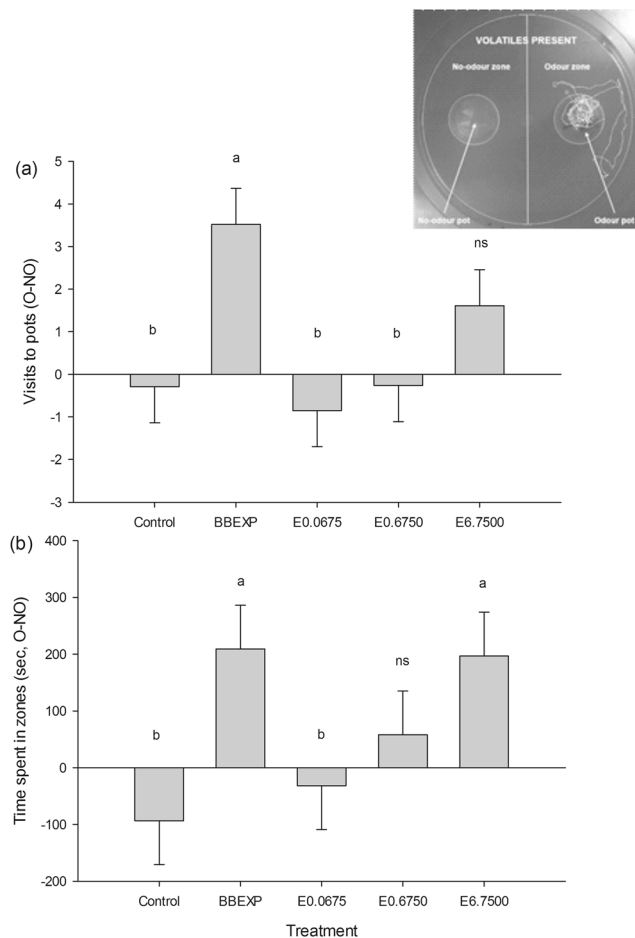 VOLATILES PRESENT
No-odour zone
Odour zone
No-odour pot
Odour pot
(a)
Visits to pots (O-NO)
5
4
3
2
1
0
-1
-2
-3
b
a
b
b
ns
Control
BBEXP
E0.0675
E0.6750
E6.7500
(b)
Time spent in zones (sec, O-NO)
400
300
200
100
0
-100
-200
b
a
b
ns
a
Control
BBEXP
E0.0675
E0.6750
E6.7500
Treatment